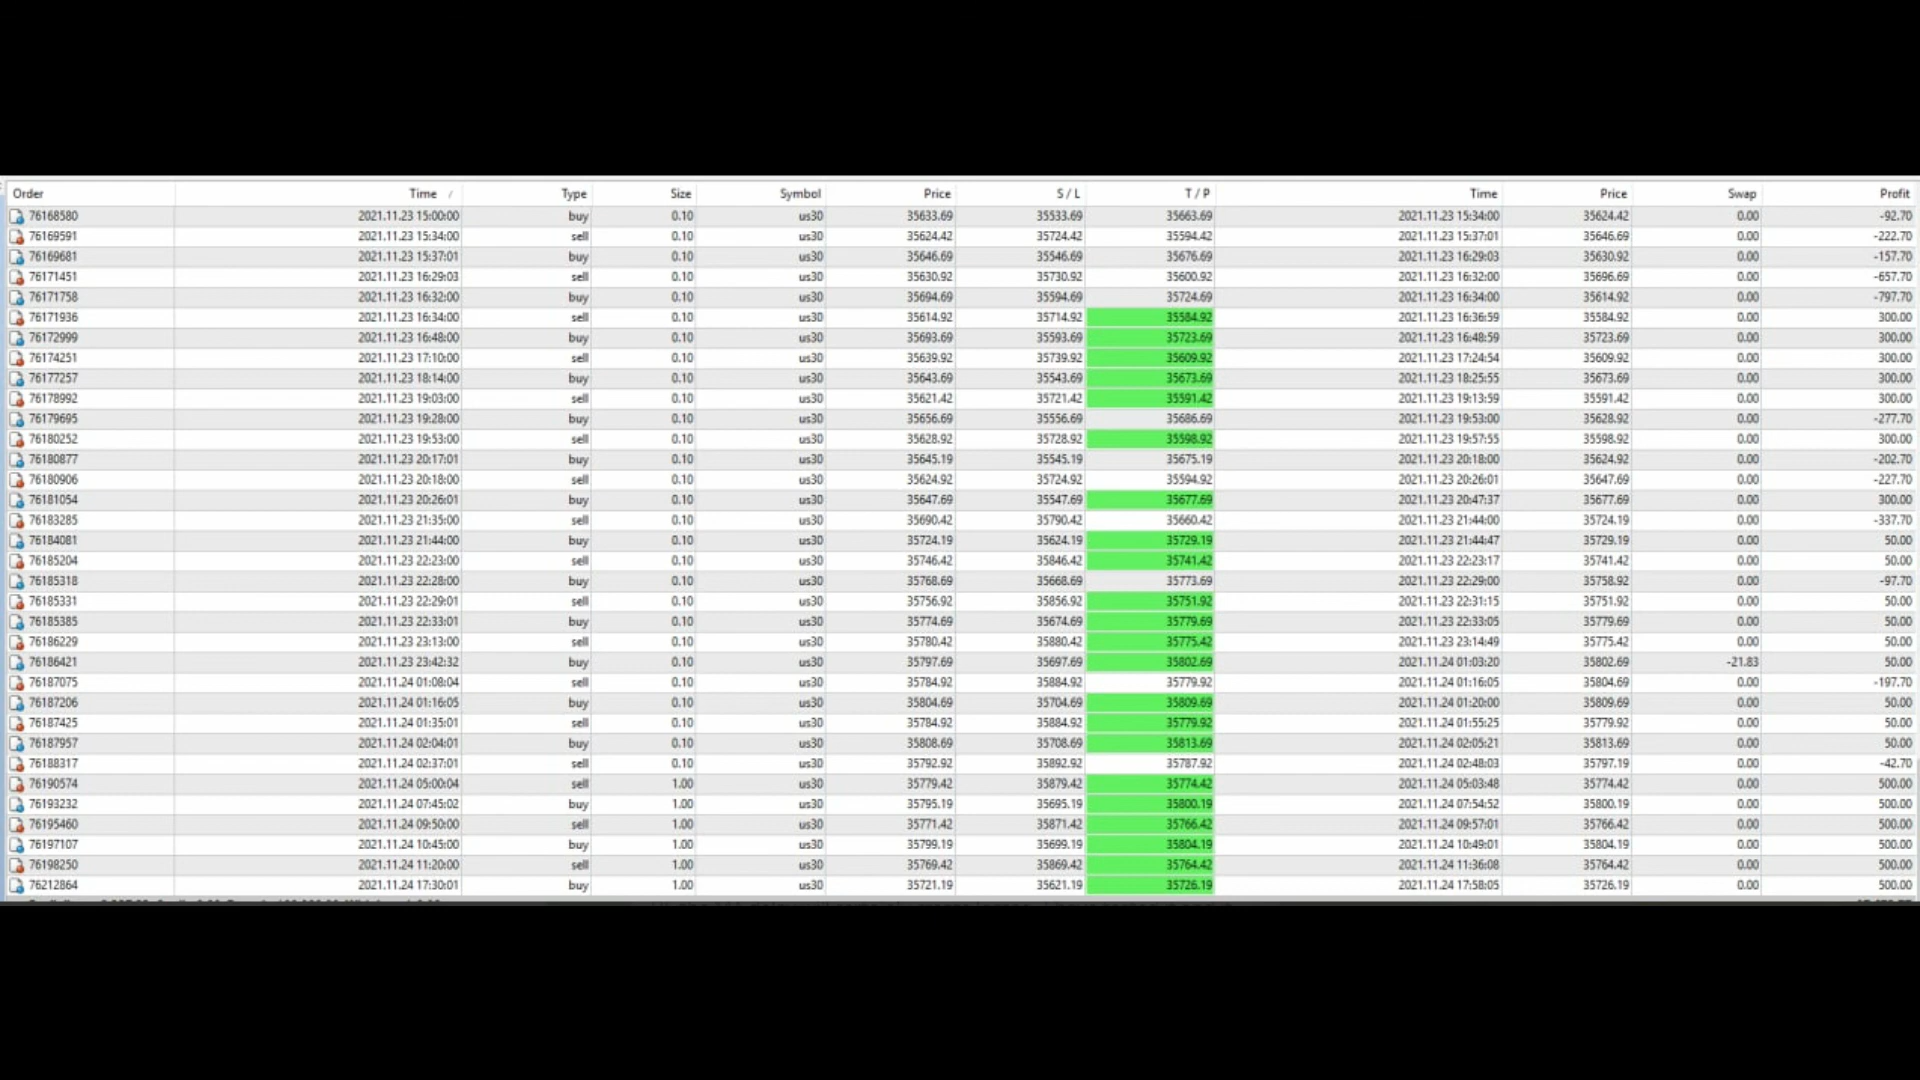 Order Time / Type Size Symbol Price S / L T / P Time Price Swap Profit
76168580 2021.11.23 15:00:00 buy 0.10 us30 35633.69 35533.69 35663.69 2021.11.23 15:34:00 35624.42 0.00 -92.70
76169591 2021.11.23 15:34:00 sell 0.10 us30 35624.42 35724.42 35594.42 2021.11.23 15:37:01 35646.69 0.00 -222.70
76169681 2021.11.23 15:37:01 buy 0.10 us30 35646.69 35546.69 35676.69 2021.11.23 16:29:03 35630.92 0.00 -157.70
76171451 2021.11.23 16:29:03 sell 0.10 us30 35630.92 35730.92 35600.92 2021.11.23 16:32:00 35696.69 0.00 -657.70
76171758 2021.11.23 16:32:00 buy 0.10 us30 35694.69 35594.69 35724.69 2021.11.23 16:34:00 35614.92 0.00 -797.70
76171936 2021.11.23 16:34:00 sell 0.10 us30 35614.92 35714.92 35584.92 2021.11.23 16:36:59 35584.92 0.00 300.00
76172999 2021.11.23 16:48:00 buy 0.10 us30 35693.69 35593.69 35723.69 2021.11.23 16:48:59 35723.69 0.00 300.00
76174251 2021.11.23 17:10:00 sell 0.10 us30 35639.92 35739.92 35609.92 2021.11.23 17:24:54 35609.92 0.00 300.00
76177257 2021.11.23 18:14:00 buy 0.10 us30 35643.69 35543.69 35673.69 2021.11.23 18:25:55 35673.69 0.00 300.00
76178992 2021.11.23 19:03:00 sell 0.10 us30 35621.42 35721.42 35591.42 2021.11.23 19:13:59 35591.42 0.00 300.00
76179695 2021.11.23 19:28:00 buy 0.10 us30 35656.69 35556.69 35686.69 2021.11.23 19:53:00 35628.92 0.00 -277.70
76180252 2021.11.23 19:53:00 sell 0.10 us30 35628.92 35728.92 35598.92 2021.11.23 19:57:55 35598.92 0.00 300.00
76180877 2021.11.23 20:17:01 buy 0.10 us30 35645.19 35545.19 35675.19 2021.11.23 20:18:00 35624.92 0.00 -202.70
76180906 2021.11.23 20:18:00 sell 0.10 us30 35624.92 35724.92 35594.92 2021.11.23 20:26:01 35647.69 0.00 -227.70
76181054 2021.11.23 20:26:01 buy 0.10 us30 35647.69 35547.69 35677.69 2021.11.23 20:47:37 35677.69 0.00 300.00
76183285 2021.11.23 21:35:00 sell 0.10 us30 35690.42 35790.42 35660.42 2021.11.23 21:44:00 35724.19 0.00 -337.70
76184081 2021.11.23 21:44:00 buy 0.10 us30 35724.19 35624.19 35729.19 2021.11.23 21:44:47 35729.19 0.00 50.00
76185204 2021.11.23 22:23:00 sell 0.10 us30 35746.42 35846.42 35741.42 2021.11.23 22:23:17 35741.42 0.00 50.00
76185318 2021.11.23 22:28:00 buy 0.10 us30 35768.69 35668.69 35773.69 2021.11.23 22:29:00 35758.92 0.00 -97.70
76185331 2021.11.23 22:29:01 sell 0.10 us30 35756.92 35856.92 35751.92 2021.11.23 22:31:15 35751.92 0.00 50.00
76185385 2021.11.23 22:33:01 buy 0.10 us30 35774.69 35674.69 35779.69 2021.11.23 22:33:05 35779.69 0.00 50.00
76186229 2021.11.23 23:13:00 sell 0.10 us30 35780.42 35880.42 35775.42 2021.11.23 23:14:49 35775.42 0.00 50.00
76186421 2021.11.23 23:42:32 buy 0.10 us30 35797.69 35697.69 35802.69 2021.11.24 01:03:20 35802.69 -21.83 50.00
76187075 2021.11.24 01:08:04 sell 0.10 us30 35784.92 35884.92 35779.92 2021.11.24 01:16:05 35804.69 0.00 -197.70
76187206 2021.11.24 01:16:05 buy 0.10 us30 35804.69 35704.69 35809.69 2021.11.24 01:20:00 35809.69 0.00 50.00
76187425 2021.11.24 01:35:01 sell 0.10 us30 35784.92 35884.92 35779.92 2021.11.24 01:55:25 35779.92 0.00 50.00
76187957 2021.11.24 02:04:01 buy 0.10 us30 35808.69 35708.69 35813.69 2021.11.24 02:05:21 35813.69 0.00 50.00
76188317 2021.11.24 02:37:01 sell 0.10 us30 35792.92 35892.92 35787.92 2021.11.24 02:48:03 35797.19 0.00 -42.70
76190574 2021.11.24 05:00:04 sell 1.00 us30 35779.42 35879.42 35774.42 2021.11.24 05:03:48 35774.42 0.00 500.00
76193232 2021.11.24 07:45:02 buy 1.00 us30 35795.19 35695.19 35800.19 2021.11.24 07:54:52 35800.19 0.00 500.00
76195460 2021.11.24 09:50:00 sell 1.00 us30 35771.42 35871.42 35766.42 2021.11.24 09:57:01 35766.42 0.00 500.00
76197107 2021.11.24 10:45:00 buy 1.00 us30 35799.19 35699.19 35804.19 2021.11.24 10:49:01 35804.19 0.00 500.00
76198250 2021.11.24 11:20:00 sell 1.00 us30 35769.42 35869.42 35764.42 2021.11.24 11:36:08 35764.42 0.00 500.00
76212864 2021.11.24 17:30:01 buy 1.00 us30 35721.19 35621.19 35726.19 2021.11.24 17:58:05 35726.19 0.00 500.00